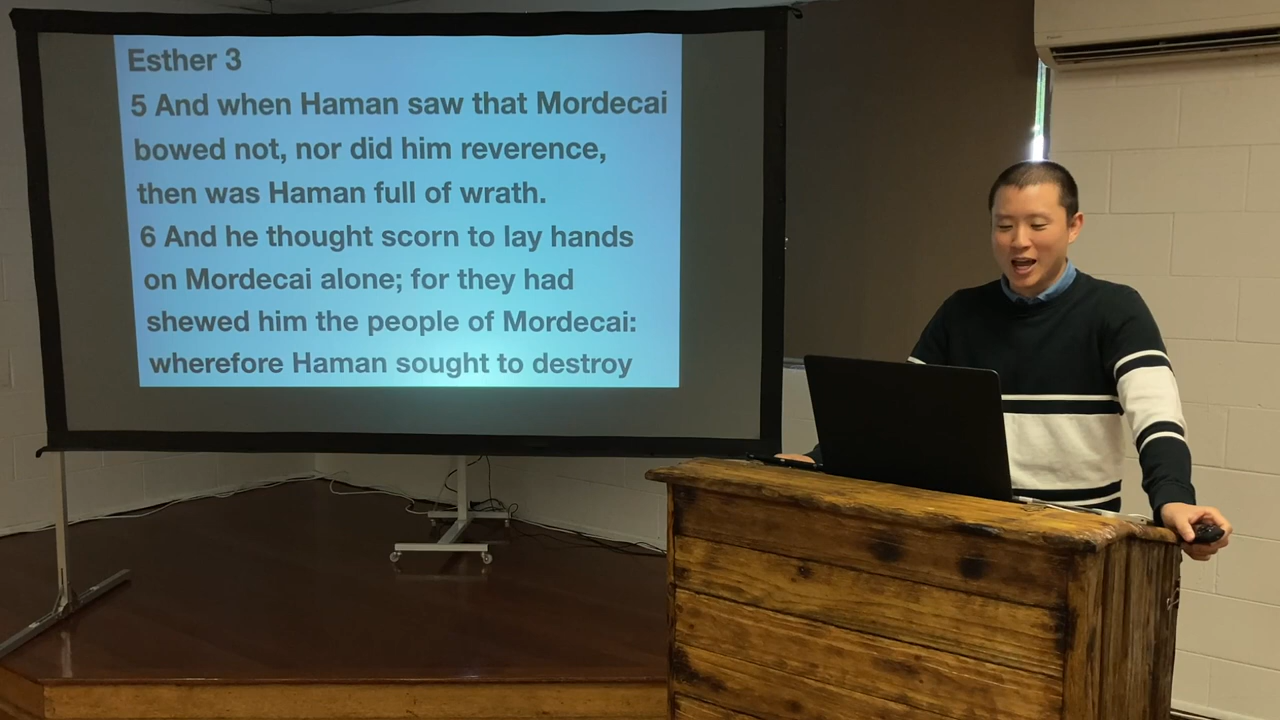 Esther 3
5 And when Haman saw that Mordecai
bowed not, nor did him reverence,
then was Haman full of wrath.
6 And he thought scorn to lay hands
on Mordecai alone; for they had
shewed him the people of Mordecai:
wherefore Haman sought to destroy